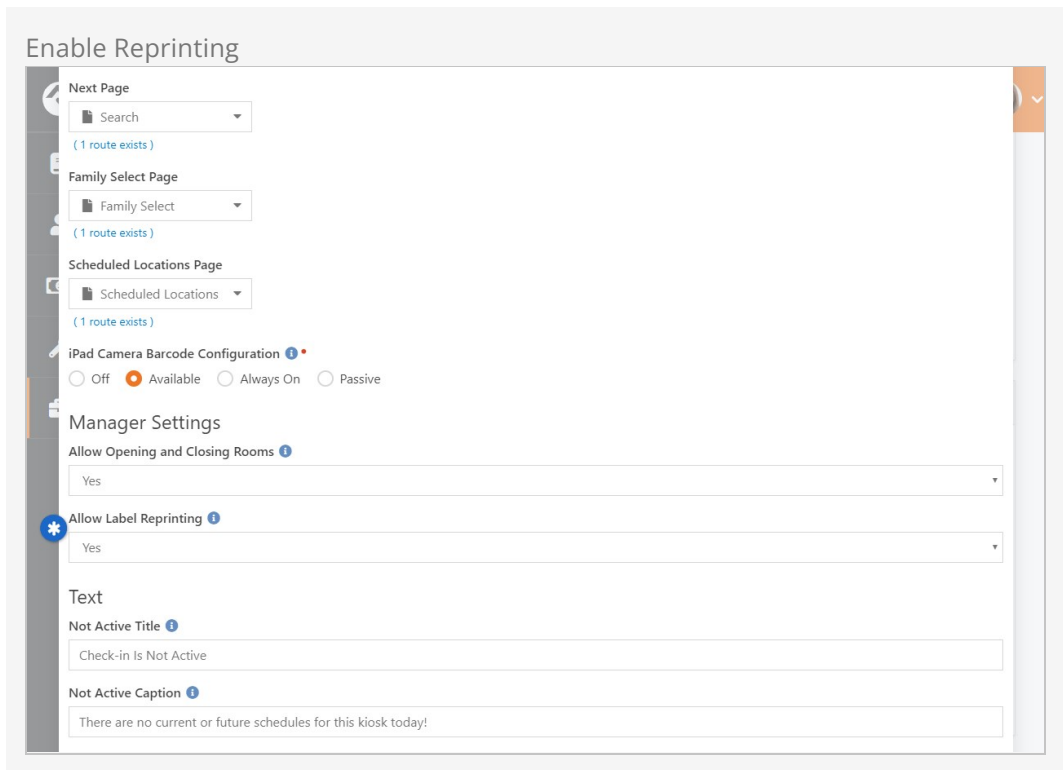 Enable Reprinting
Next Page
Search
( 1 route exists )
Family Select Page
Family Select
( 1 route exists )
Scheduled Locations Page
Scheduled Locations
( 1 route exists )
iPad Camera Barcode Configuration
Off Available Always On Passive
Manager Settings
Allow Opening and Closing Rooms
Yes
Allow Label Reprinting
Yes
Text
Not Active Title
Check-in Is Not Active
Not Active Caption
There are no current or future schedules for this kiosk today!